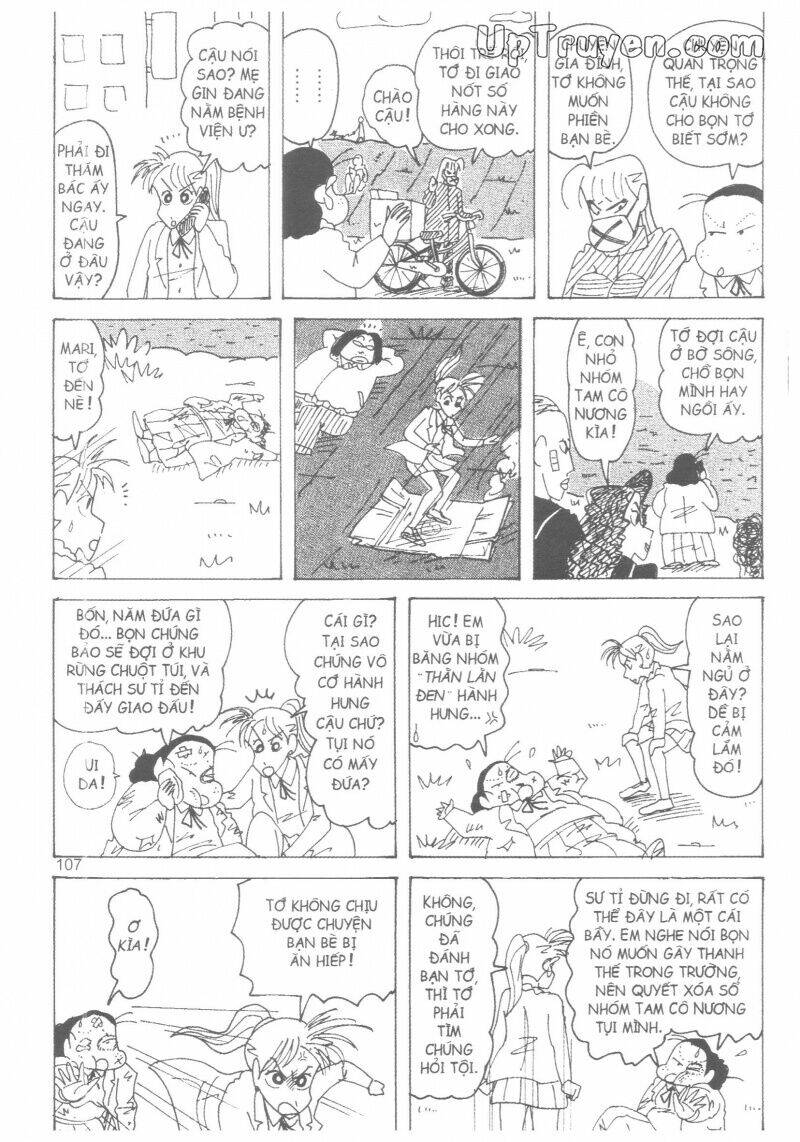 UpTruyen.com
CHUYỆN
QUAN TRỌNG
THẾ, TẠI SAO
CẬU KHÔNG
CHO BỌN TỚ
BIẾT SỚM?
CHUYỆN
GIA ĐÌNH,
TỚ KHÔNG
MUỐN
PHIỀN
BẠN BÈ.
THÔI TRỄ RỒI,
TỚ ĐI GIAO
NỐT SỐ
HÀNG NÀY
CHO XONG.
CHÀO
CẬU!
......
CẬU NÓI
SAO? MẸ
GIN ĐANG
NẰM BỆNH
VIỆN Ư?
PHẢI ĐI
THĂM
BÁC ẤY
NGAY.
CẬU
ĐANG
Ở ĐÂU
VẬY?
TỚ ĐỢI CẬU
Ở BỜ SÔNG,
CHỖ BỌN
MÌNH HAY
NGỒI ẤY.
Ê, CON
NHỎ
NHÓM
TAM CÔ
NƯƠNG
KÌA!
MARI,
TỚ
ĐẾN
NÈ!
SAO
LẠI
NẰM
NGỦ Ở
ĐÂY?
DỄ BỊ
CẢM
LẮM
ĐÓ!
HIC! EM
VỪA BỊ
BĂNG NHÓM
"THẰN LẰN
ĐEN" HÀNH
HUNG...
CÁI GÌ?
TẠI SAO
CHÚNG VÔ
CỚ HÀNH
HUNG
CẬU CHỨ?
TỤI NÓ
CÓ MẤY
ĐỨA?
BỐN, NĂM ĐỨA GÌ
ĐÓ... BỌN CHÚNG
BẢO SẼ ĐỢI Ở KHU
RỪNG CHUỘT TÚI, VÀ
THÁCH SƯ TỈ ĐẾN
ĐẤY GIAO ĐẤU!
UI
DA!
107
SƯ TỈ ĐỪNG ĐI, RẤT CÓ
THỂ ĐÂY LÀ MỘT CÁI
BẪY. EM NGHE NÓI BỌN
NÓ MUỐN GÂY THANH
THẾ TRONG TRƯỜNG,
NÊN QUYẾT XÓA SỔ
NHÓM TAM CÔ NƯƠNG
TỤI MÌNH.
KHÔNG,
CHÚNG
ĐÃ
ĐÁNH
BẠN TỚ,
THÌ TỚ
PHẢI
TÌM
CHÚNG
HỎI TỘI.
TỚ KHÔNG CHỊU
ĐƯỢC CHUYỆN
BẠN BÈ BỊ
ĂN HIẾP!
Ơ
KÌA!